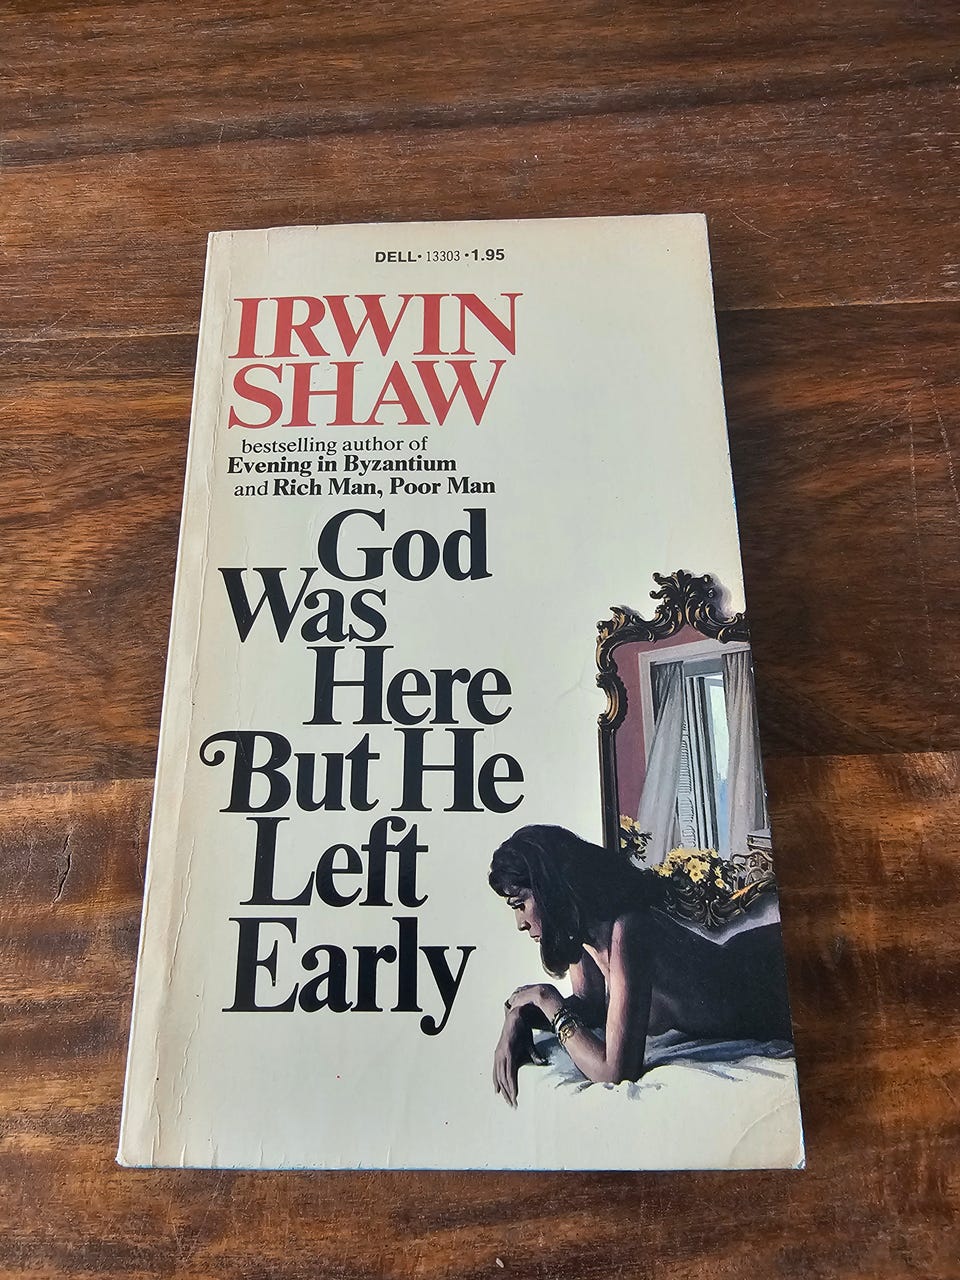 DELL • 13303 • 1.95
IRWIN
SHAW
bestselling author of
Evening in Byzantium
and Rich Man, Poor Man
God
Was
Here
But He
Left
Early